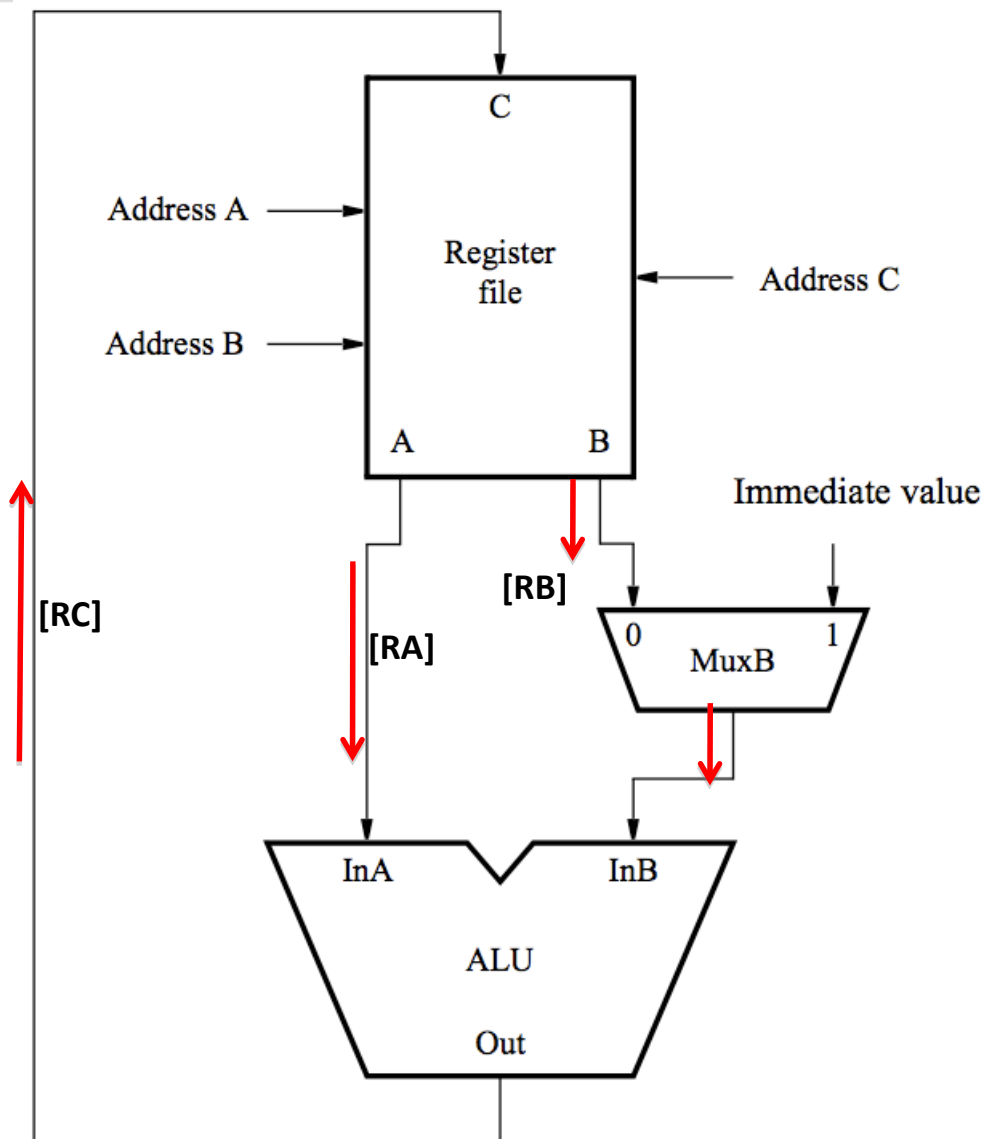 C
Address A
Register
file
Address C
Address B
A
B
Immediate value
[RB]
[RC]
[RA]
0
1
MuxB
InA
InB
ALU
Out